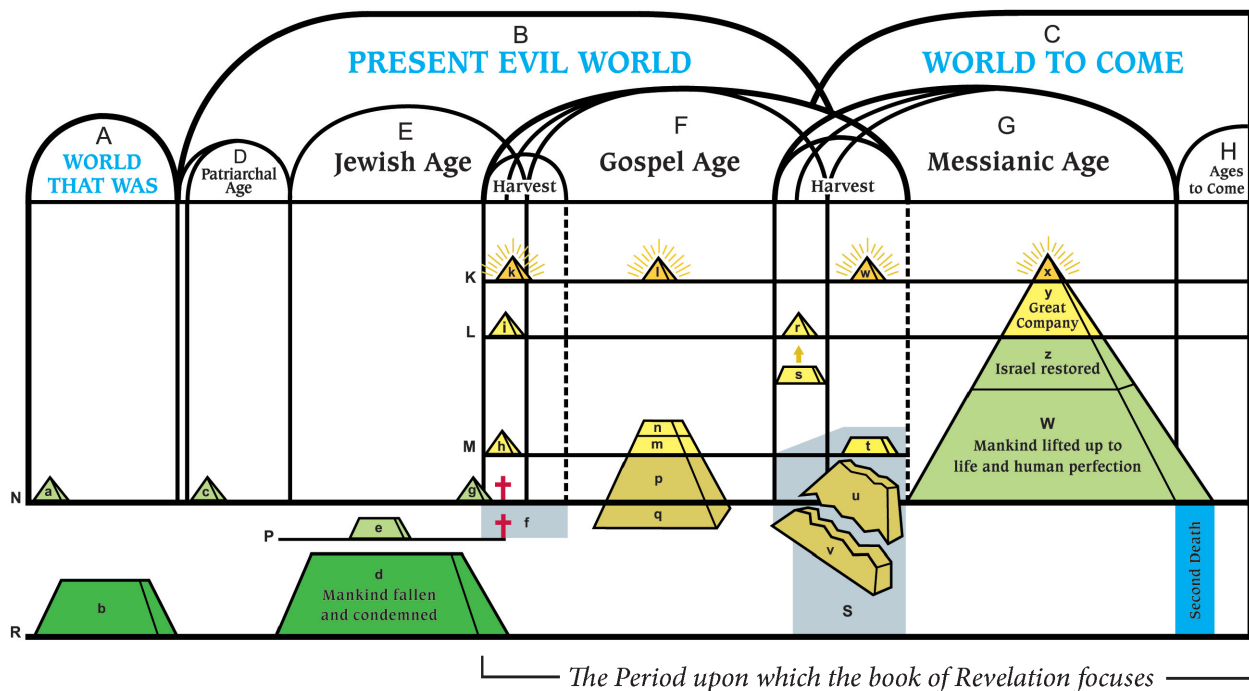 B
PRESENT EVIL WORLD
C
WORLD TO COME
A
WORLD
THAT WAS
D
Patriarchal
Age
E
Jewish Age
Harvest
F
Gospel Age
Harvest
G
Messianic Age
H
Ages
to Come
K
k
l
w
x
y
Great
Company
L
i
r
s
z
Israel restored
M
h
n
m
t
W
Mankind lifted up to
life and human perfection
N
a
c
g
p
u
P
e
f
q
v
d
Mankind fallen
and condemned
b
S
Second Death
R
The Period upon which the book of Revelation focuses